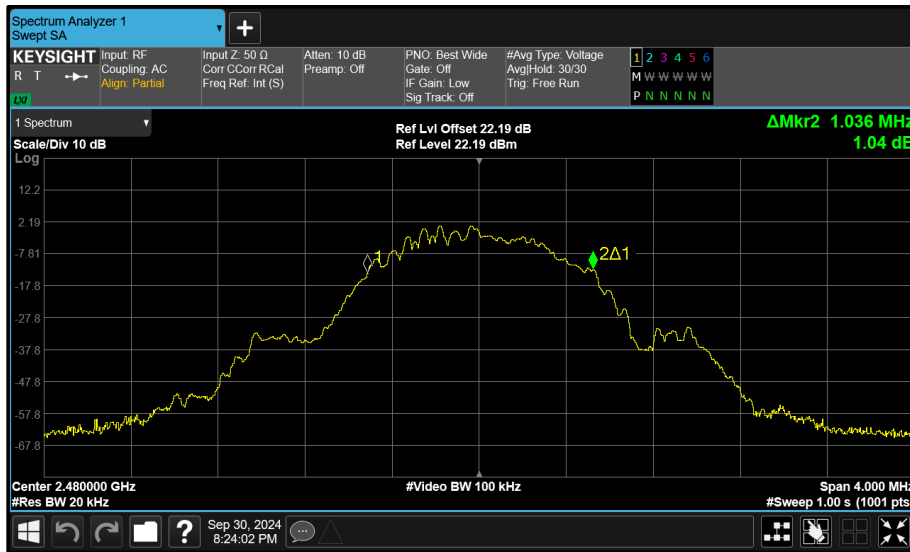 Spectrum Analyzer 1
Swept SA
+
KEYSIGHT
R T
LXI
Input: RF
Coupling: AC
Align: Partial
Input Z: 50 Ω
Corr CCorr RCal
Freq Ref: Int (S)
Atten: 10 dB
Preamp: Off
PNO: Best Wide
Gate: Off
IF Gain: Low
Sig Track: Off
#Avg Type: Voltage
Avg|Hold: 30/30
Trig: Free Run
1 2 3 4 5 6
M W W W W W
P N N N N N
1 Spectrum
Scale/Div 10 dB
Log
Ref Lvl Offset 22.19 dB
Ref Level 22.19 dBm
ΔMkr2 1.036 MHz
1.04 dB
12.2
2.19
-7.81
-17.8
-27.8
-37.8
-47.8
-57.8
-67.8
1
2Δ1
Center 2.480000 GHz
#Res BW 20 kHz
#Video BW 100 kHz
Span 4.000 MHz
#Sweep 1.00 s (1001 pts
?
Sep 30, 2024
8:24:02 PM